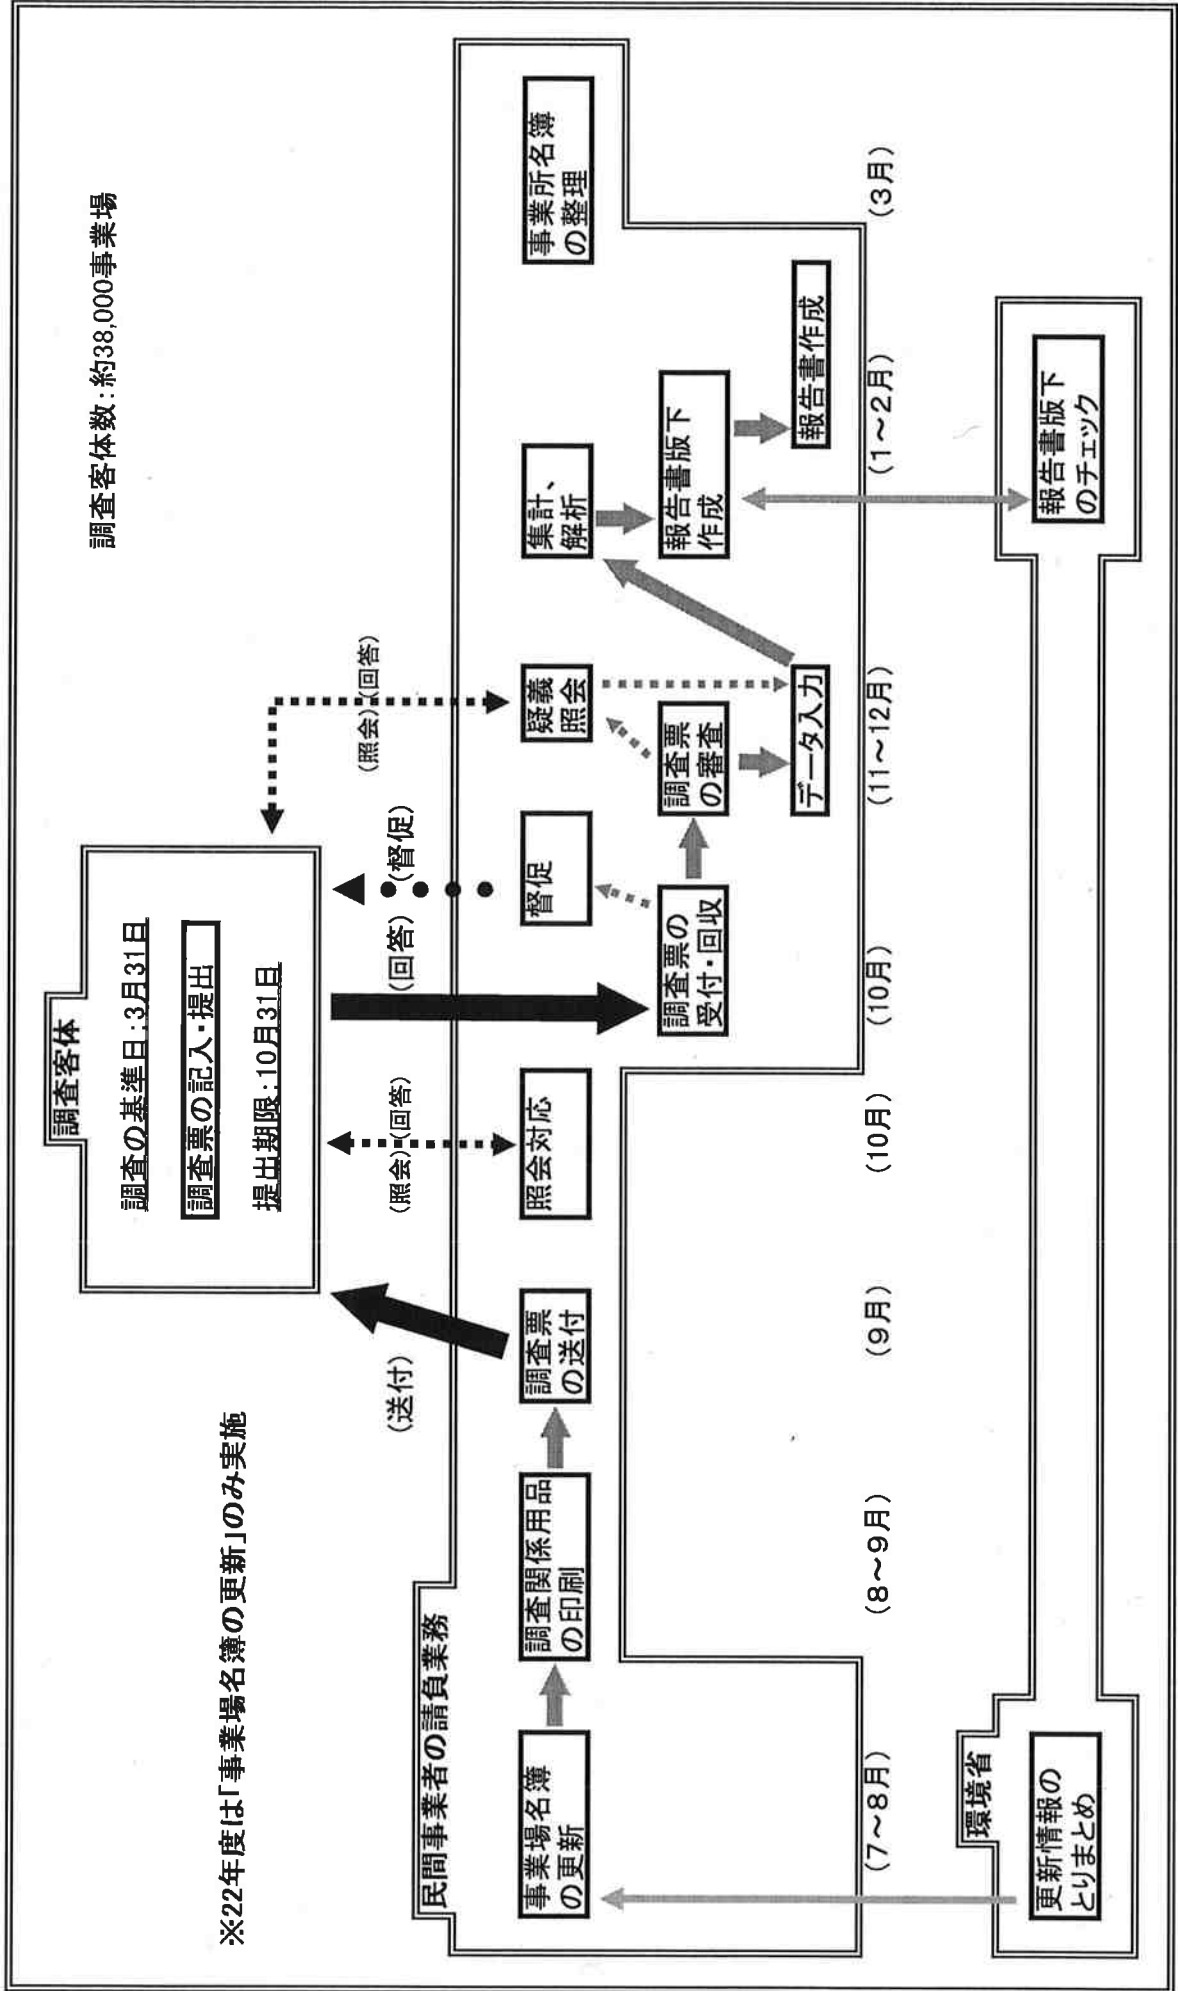 調査客体数：約38,000事業場
※22年度は「事業場名簿の更新」のみ実施
調査客体
調査の基準日：3月31日
調査票の記入・提出
提出期限：10月31日
(送付)
(照会)(回答)
(回答)
(督促)
(照会)(回答)
民間事業者の請負業務
事業場名簿
の更新
調査関係用品
の印刷
調査票
の送付
照会対応
督促
疑義
照会
集計、
解析
事業所名簿
の整理
調査票の
受付・回収
調査票
の審査
報告書版下
作成
データ入力
報告書作成
(7～8月)
(8～9月)
(9月)
(10月)
(10月)
(11～12月)
(1～2月)
(3月)
環境省
更新情報の
とりまとめ
報告書版下
のチェック